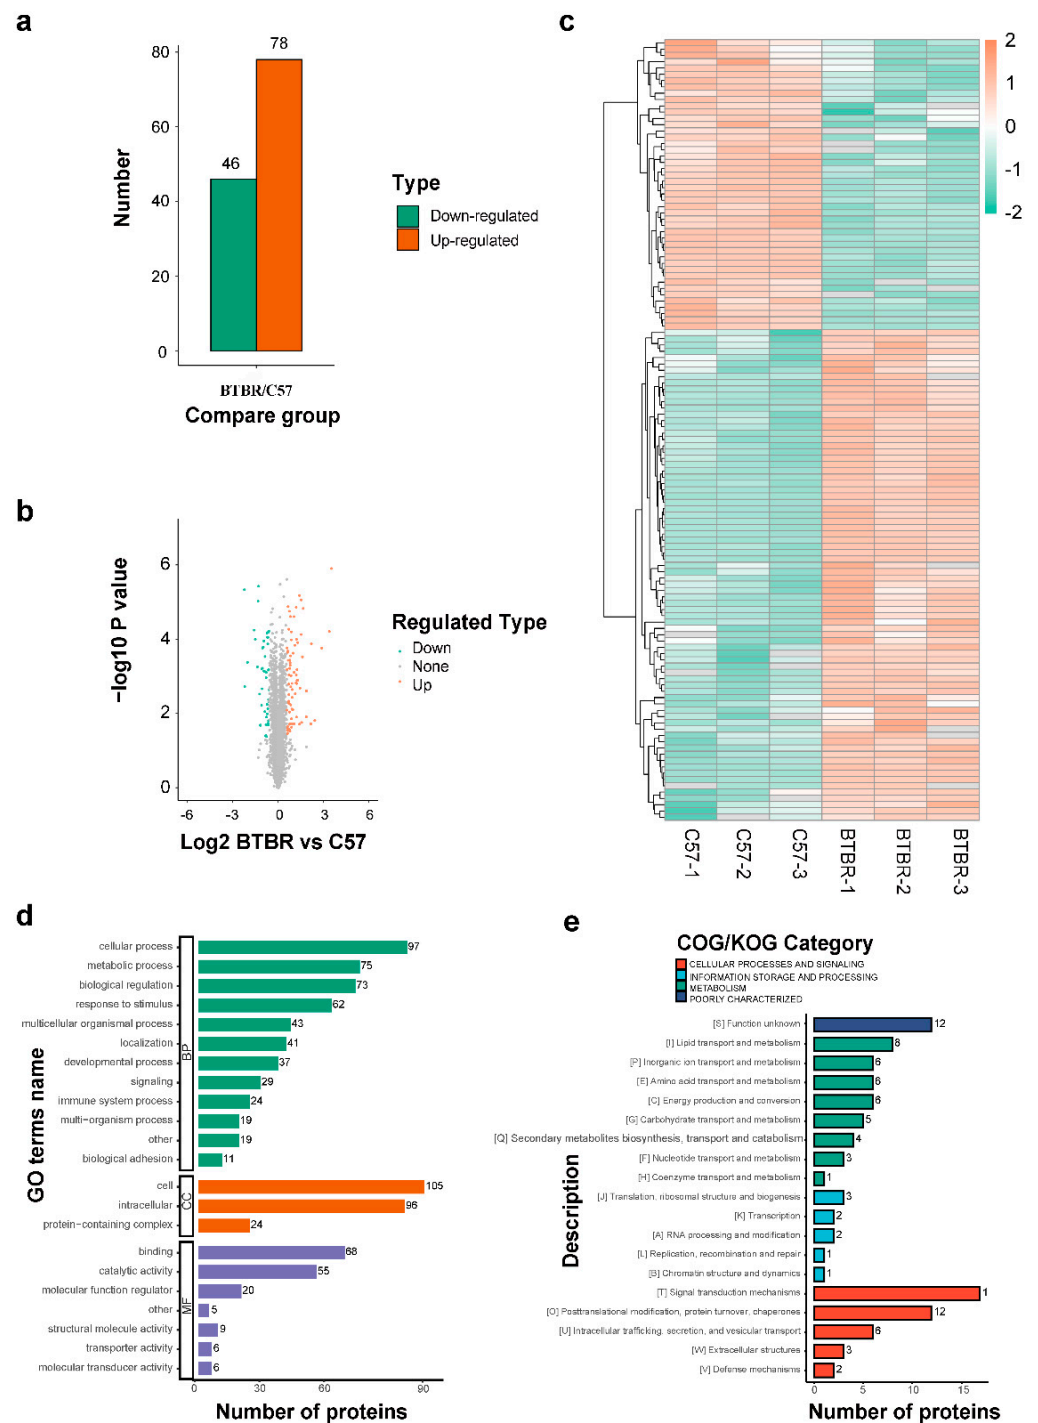 a
80
60
40
20
0
Number
46
78
BTBR/C57
Compare group
Type
Down-regulated
Up-regulated
b
6
4
2
0
−log10 P value
-6
-3
0
3
6
Log2 BTBR vs C57
Regulated Type
Down
None
Up
c
2
1
0
-1
-2
C57-1
C57-2
C57-3
BTBR-1
BTBR-2
BTBR-3
d
GO terms name
BP
cellular process 97
metabolic process 75
biological regulation 73
response to stimulus 62
multicellular organismal process 43
localization 41
developmental process 37
signaling 29
immune system process 24
multi−organism process 19
other 19
biological adhesion 11
CC
cell 105
intracellular 96
protein−containing complex 24
MF
binding 68
catalytic activity 55
molecular function regulator 20
other 5
structural molecule activity 9
transporter activity 6
molecular transducer activity 6
0
30
60
90
Number of proteins
e
COG/KOG Category
CELLULAR PROCESSES AND SIGNALING
INFORMATION STORAGE AND PROCESSING
METABOLISM
POORLY CHARACTERIZED
Description
[S] Function unknown 12
[I] Lipid transport and metabolism 8
[P] Inorganic ion transport and metabolism 6
[E] Amino acid transport and metabolism 6
[C] Energy production and conversion 6
[G] Carbohydrate transport and metabolism 5
[Q] Secondary metabolites biosynthesis, transport and catabolism 4
[F] Nucleotide transport and metabolism 3
[H] Coenzyme transport and metabolism 1
[J] Translation, ribosomal structure and biogenesis 3
[K] Transcription 2
[A] RNA processing and modification 2
[L] Replication, recombination and repair 1
[B] Chromatin structure and dynamics 1
[T] Signal transduction mechanisms 1
[O] Posttranslational modification, protein turnover, chaperones 12
[U] Intracellular trafficking, secretion, and vesicular transport 6
[W] Extracellular structures 3
[V] Defense mechanisms 2
0
5
10
15
Number of proteins